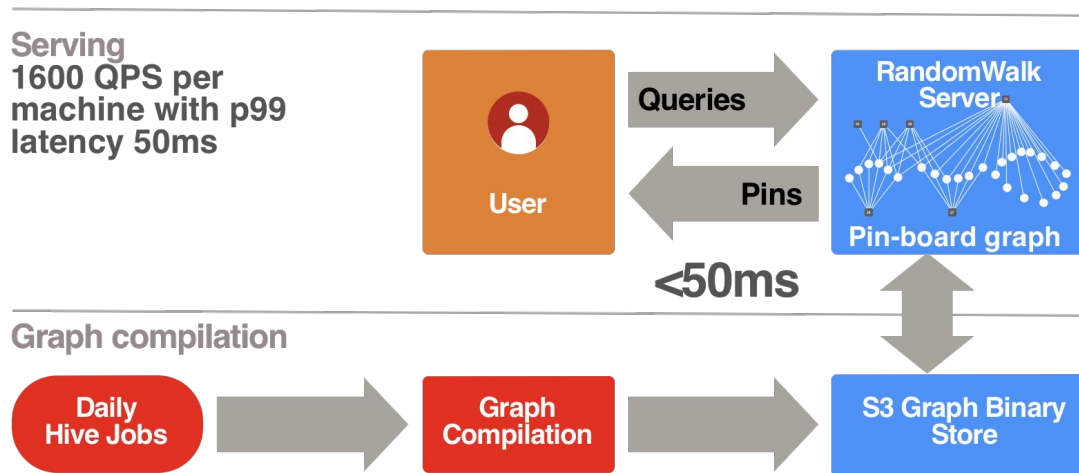 Serving
1600 QPS per
machine with p99
latency 50ms
User
Queries
Pins
<50ms
RandomWalk
Server
Pin-board graph
Graph compilation
Daily
Hive Jobs
Graph
Compilation
S3 Graph Binary
Store